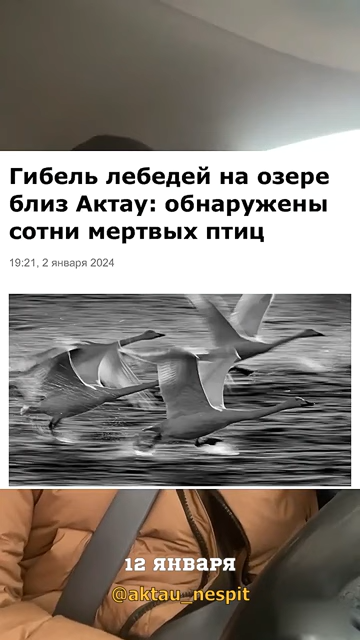 Гибель лебедей на озере
близ Актау: обнаружены
сотни мертвых птиц
19:21, 2 января 2024
12 ЯНВАРЯ
@aktau_nespit